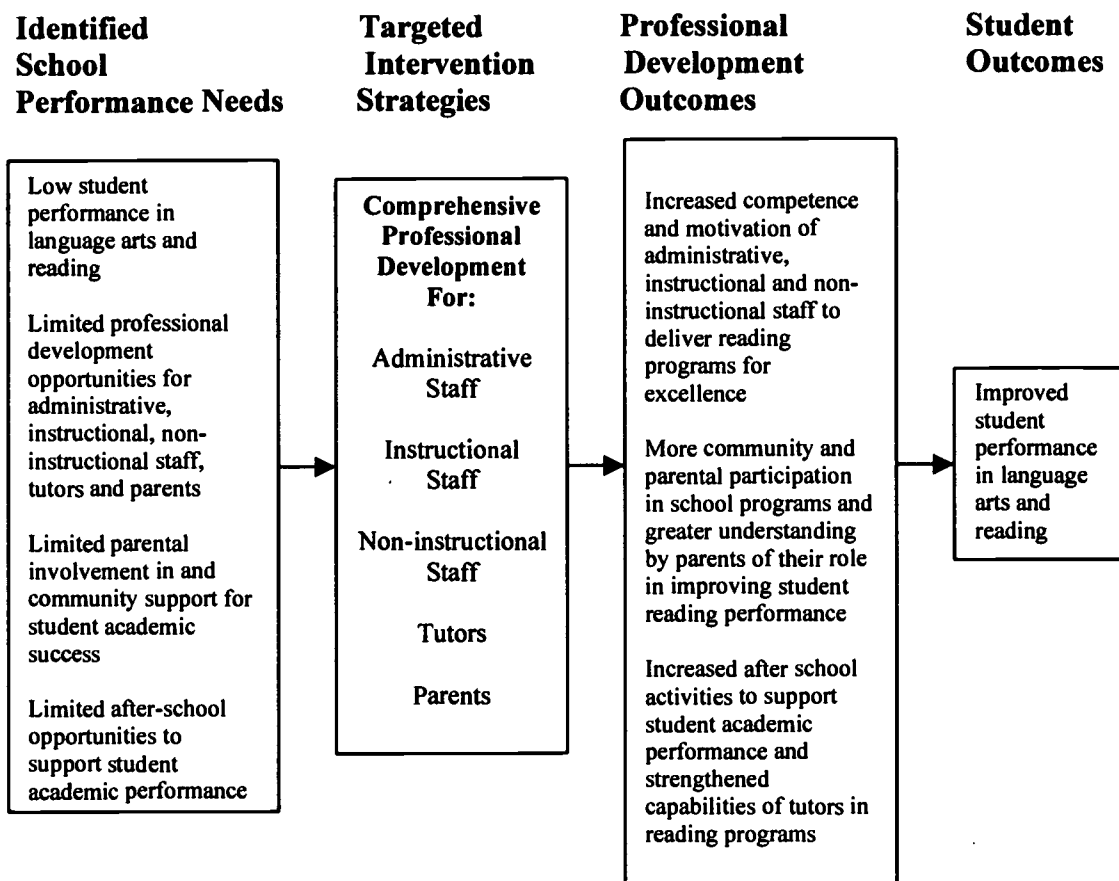 Identified
School
Performance Needs
Targeted
Intervention
Strategies
Professional
Development
Outcomes
Student
Outcomes
Low student
performance in
language arts and
reading
Limited professional
development
opportunities for
administrative,
instructional, non-
instructional staff,
tutors and parents
Limited parental
involvement in and
community support for
student academic
success
Limited after-school
opportunities to
support student
academic performance
Comprehensive
Professional
Development
For:
Administrative
Staff
Instructional
Staff
Non-instructional
Staff
Tutors
Parents
Increased competence
and motivation of
administrative,
instructional and non-
instructional staff to
deliver reading
programs for
excellence
More community and
parental participation
in school programs and
greater understanding
by parents of their role
in improving student
reading performance
Increased after school
activities to support
student academic
performance and
strengthened
capabilities of tutors in
reading programs
Improved
student
performance
in language
arts and
reading